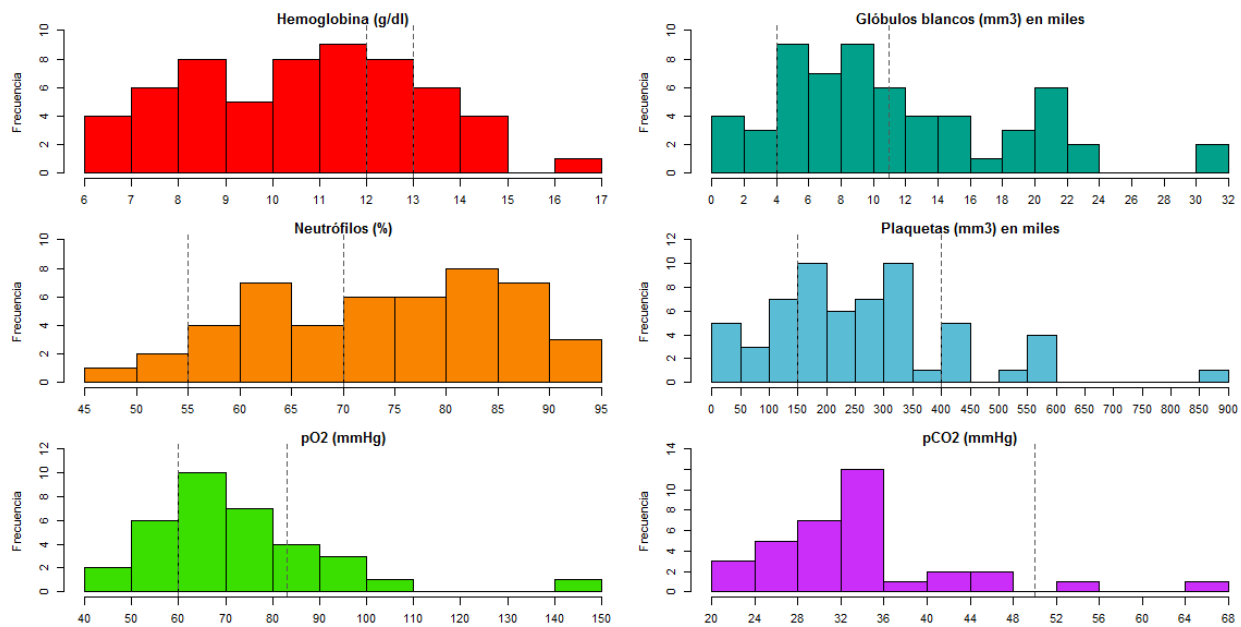 Hemoglobina (g/dl)
Frecuencia
0 2 4 6 8 10
6 7 8 9 10 11 12 13 14 15 16 17
Glóbulos blancos (mm3) en miles
Frecuencia
0 2 4 6 8 10
0 2 4 6 8 10 12 14 16 18 20 22 24 26 28 30 32
Neutrófilos (%)
Frecuencia
0 2 4 6 8 10
45 50 55 60 65 70 75 80 85 90 95
Plaquetas (mm3) en miles
Frecuencia
0 2 4 6 8 10 12
0 50 100 150 200 250 300 350 400 450 500 550 600 650 700 750 800 900
pO2 (mmHg)
Frecuencia
0 2 4 6 8 10 12
40 50 60 70 80 90 100 110 120 130 140 150
pCO2 (mmHg)
Frecuencia
0 2 4 6 8 10 14
20 24 28 32 36 40 44 48 52 56 60 64 68